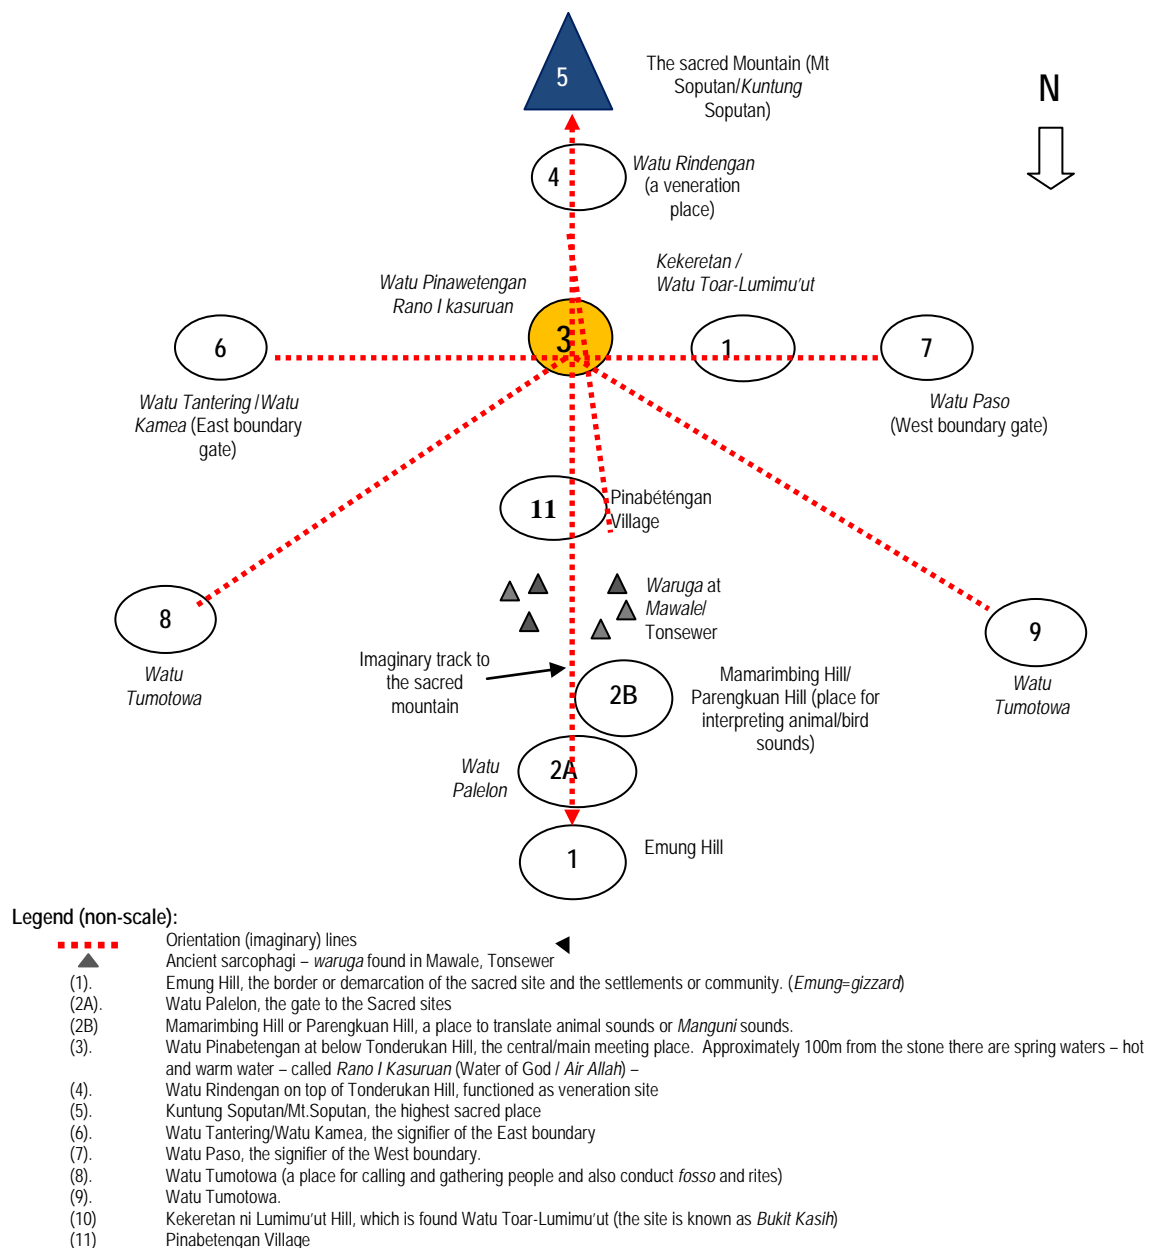 5
The sacred Mountain (Mt
Soputan/Kuntung
Soputan)
N
4
Watu Rindengan
(a veneration
place)
Kekeretan /
Watu Toar-Lumimu'ut
Watu Pinawetengan
Rano I kasuruan
3
6
1
7
Watu Tantering /Watu
Kamea (East boundary
gate)
Watu Paso
(West boundary gate)
11
Pinabéténgan
Village
8
Watu
Tumotowa
Waruga at
Mawale/
Tonsewer
9
Watu
Tumotowa
Imaginary track to
the sacred
mountain
2B
Mamarimbing Hill/
Parengkuan Hill (place for
interpreting animal/bird
sounds)
Watu
Palelon
2A
1
Emung Hill
Legend (non-scale):
Orientation (imaginary) lines
Ancient sarcophagi – waruga found in Mawale, Tonsewer
(1). Emung Hill, the border or demarcation of the sacred site and the settlements or community. (Emung=gizzard)
(2A). Watu Palelon, the gate to the Sacred sites
(2B) Mamarimbing Hill or Parengkuan Hill, a place to translate animal sounds or Manguni sounds.
(3). Watu Pinabetengan at below Tonderukan Hill, the central/main meeting place. Approximately 100m from the stone there are spring waters – hot
and warm water – called Rano I Kasuruan (Water of God / Air Allah) –
(4). Watu Rindengan on top of Tonderukan Hill, functioned as veneration site
(5). Kuntung Soputan/Mt.Soputan, the highest sacred place
(6). Watu Tantering/Watu Kamea, the signifier of the East boundary
(7). Watu Paso, the signifier of the West boundary.
(8). Watu Tumotowa (a place for calling and gathering people and also conduct fosso and rites)
(9). Watu Tumotowa.
(10) Kekeretan ni Lumimu'ut Hill, which is found Watu Toar-Lumimu'ut (the site is known as Bukit Kasih)
(11) Pinabetengan Village